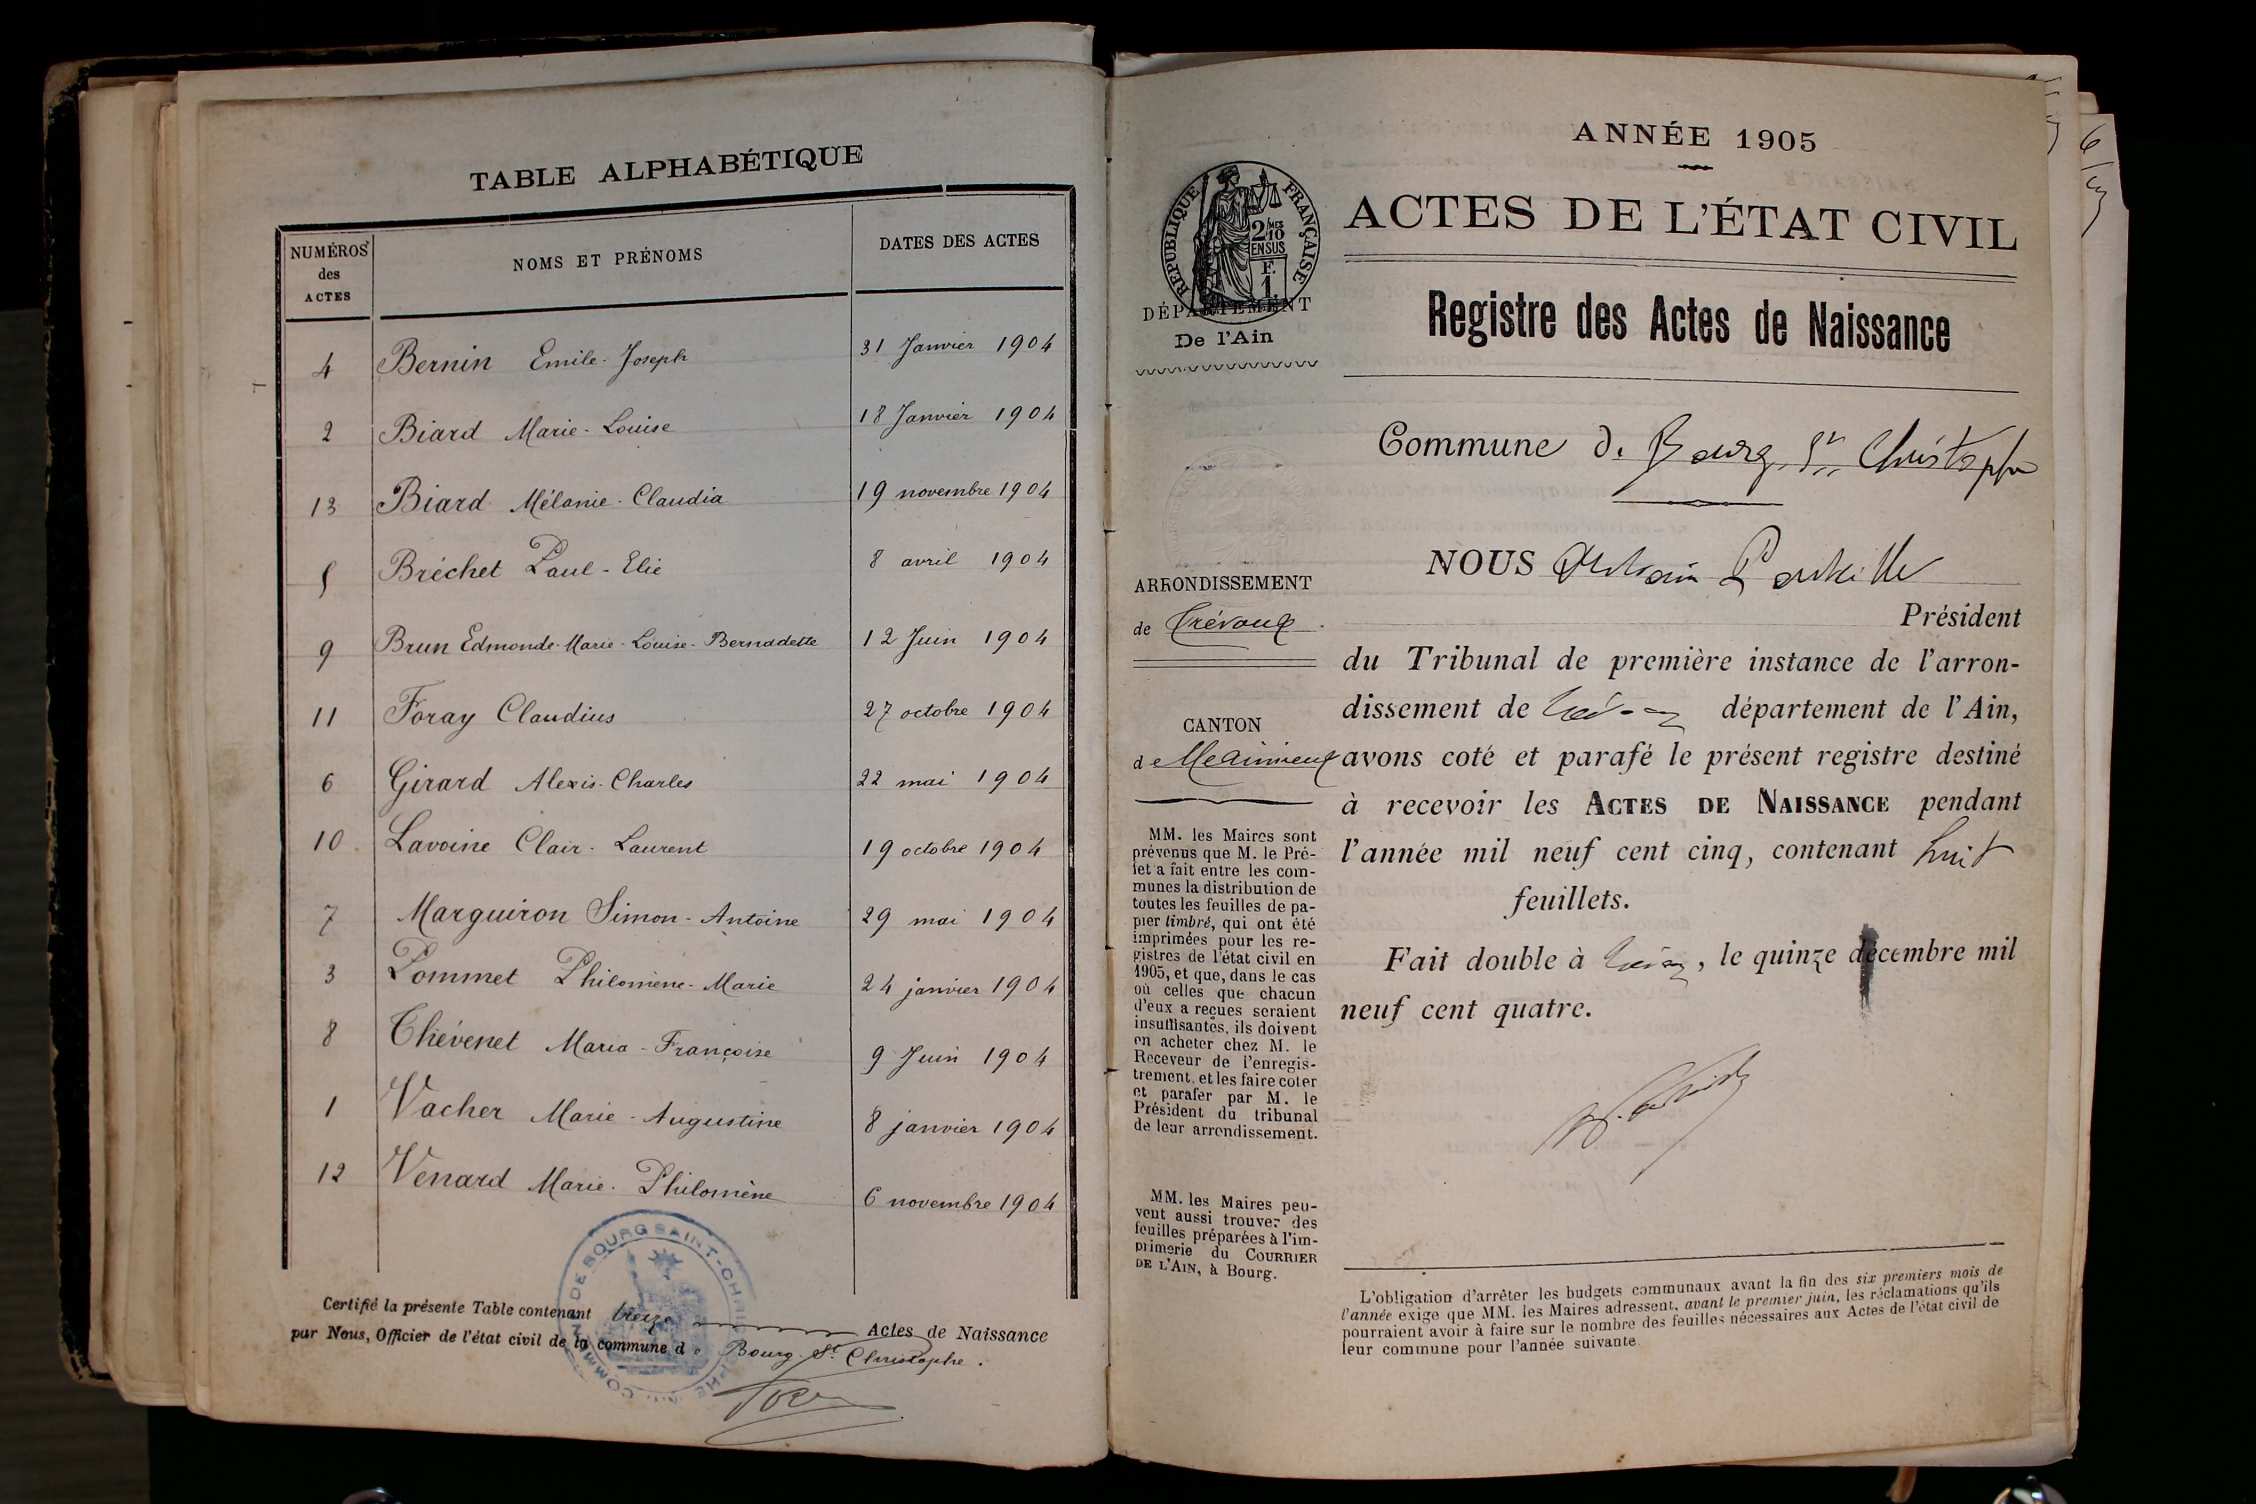 TABLE ALPHABÉTIQUE
NUMÉROS des ACTES
NOMS ET PRÉNOMS
DATES DES ACTES
4 Bernin Emile-Joseph 31 Janvier 1904
2 Biard Marie-Louise 18 Janvier 1904
13 Biard Mélanie-Claudia 19 novembre 1904
5 Bréchet Paul-Elie 8 avril 1904
9 Brun Edmonde-Marie-Louise-Bernadette 12 Juin 1904
11 Foray Claudius 27 octobre 1904
6 Girard Alexis-Charles 22 mai 1904
10 Lavoine Clair-Laurent 19 octobre 1904
7 Marguiron Simon-Antoine 29 mai 1904
3 Pommet Philomène-Marie 24 janvier 1904
8 Thévenet Maria-Françoise 9 Juin 1904
1 Vacher Marie-Augustine 8 janvier 1904
12 Venard Marie-Philomène 6 novembre 1904
Certifié la présente Table contenant treize Actes de Naissance
par Nous, Officier de l'état civil de la commune de Bourg-St Christophe.
COMMUNE DE BOURG SAINT-CHRISTOPHE
RÉPUBLIQUE FRANÇAISE
2/10 MES
EN SUS
F.
1
DÉPARTEMENT
De l'Ain
ARRONDISSEMENT
de Trévoux
CANTON
de Meximieux
MM. les Maires sont
prévenus que M. le Pré-
fet a fait entre les com-
munes la distribution de
toutes les feuilles de pa-
pier timbré, qui ont été
imprimées pour les re-
gistres de l'état civil en
1905, et que, dans le cas
où celles que chacun
d'eux a reçues seraient
insuffisantes, ils doivent
en acheter chez M. le
Receveur de l'enregis-
trement, et les faire coter
et parafer par M. le
Président du tribunal
de leur arrondissement.
MM. les Maires peu-
vent aussi trouver des
feuilles préparées à l'im-
primerie du COURRIER
DE L'AIN, à Bourg.
ANNÉE 1905
ACTES DE L'ÉTAT CIVIL
Registre des Actes de Naissance
Commune de Bourg St Christophe
NOUS
Président
du Tribunal de première instance de l'arron-
dissement de Trévoux département de l'Ain,
avons coté et parafé le présent registre destiné
à recevoir les ACTES DE NAISSANCE pendant
l'année mil neuf cent cinq, contenant huit
feuillets.
Fait double à Trévoux, le quinze décembre mil
neuf cent quatre.
L'obligation d'arrêter les budgets communaux avant la fin des six premiers mois de
l'année exige que MM. les Maires adressent, avant le premier juin, les réclamations qu'ils
pourraient avoir à faire sur le nombre des feuilles nécessaires aux Actes de l'état civil de
leur commune pour l'année suivante.